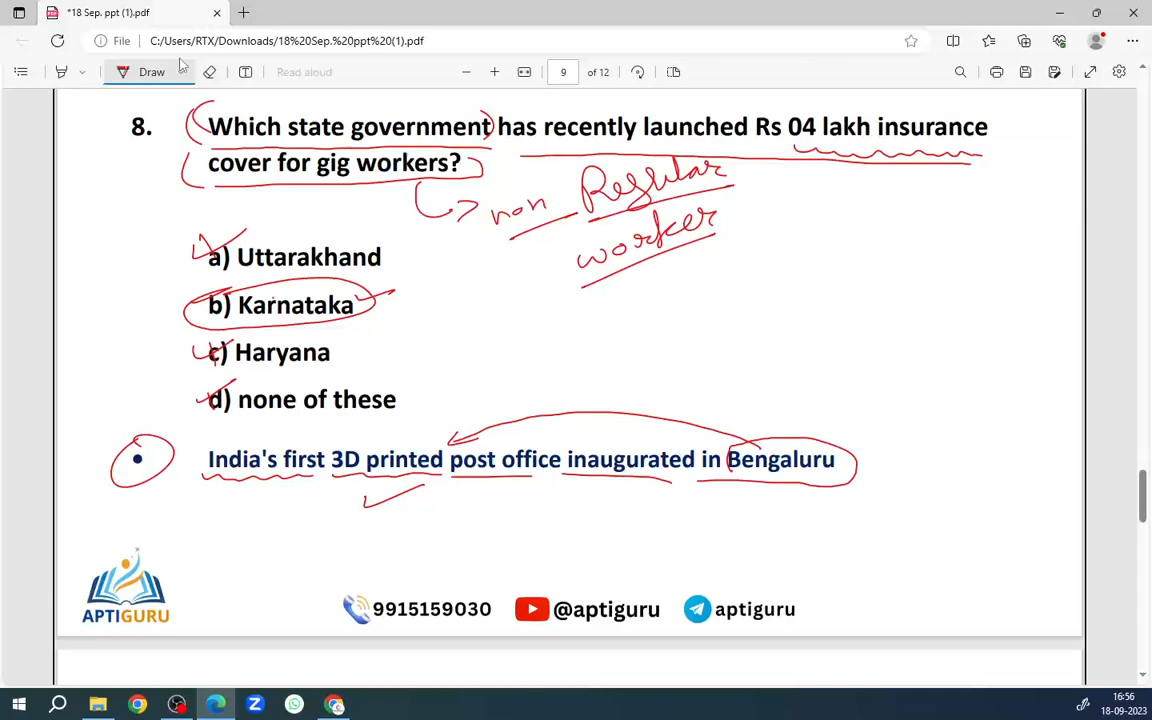 *18 Sep. ppt (1).pdf
File C:/Users/RTX/Downloads/18%20Sep.%20ppt%20(1).pdf
Draw Read aloud 9 of 12
8. Which state government has recently launched Rs 04 lakh insurance
cover for gig workers?
non Regular
worker
a) Uttarakhand
b) Karnataka
c) Haryana
d) none of these
• India's first 3D printed post office inaugurated in Bengaluru
APTIGURU
9915159030 @aptiguru aptiguru
16:56
18-09-2023